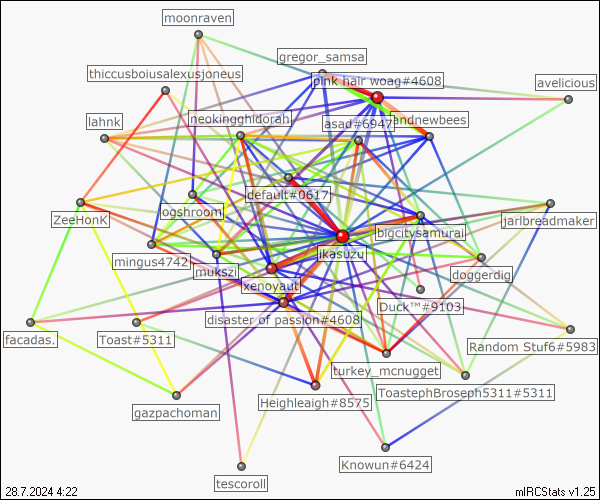 moonraven
gregor_samsa
thiccusboiusalexusjoneus
pink hair woag#4608
avelicious
lahnk
neokingghidorah
asad#6947
andnewbees
default#0617
ogshroom
ZeeHonK
bigcitysamurai
jarlbreadmaker
jkasuzu
mingus4742
mukszi
xenoyaut
doggerdig
Duck™#9103
disaster of passion#4608
facadas.
Toast#5311
Random Stuf6#5983
turkey_mcnugget
ToastephBroseph5311#5311
Heighleaigh#8575
gazpachoman
Knowun#6424
tescoroll
28.7.2024 4:22
mIRCStats v1.25